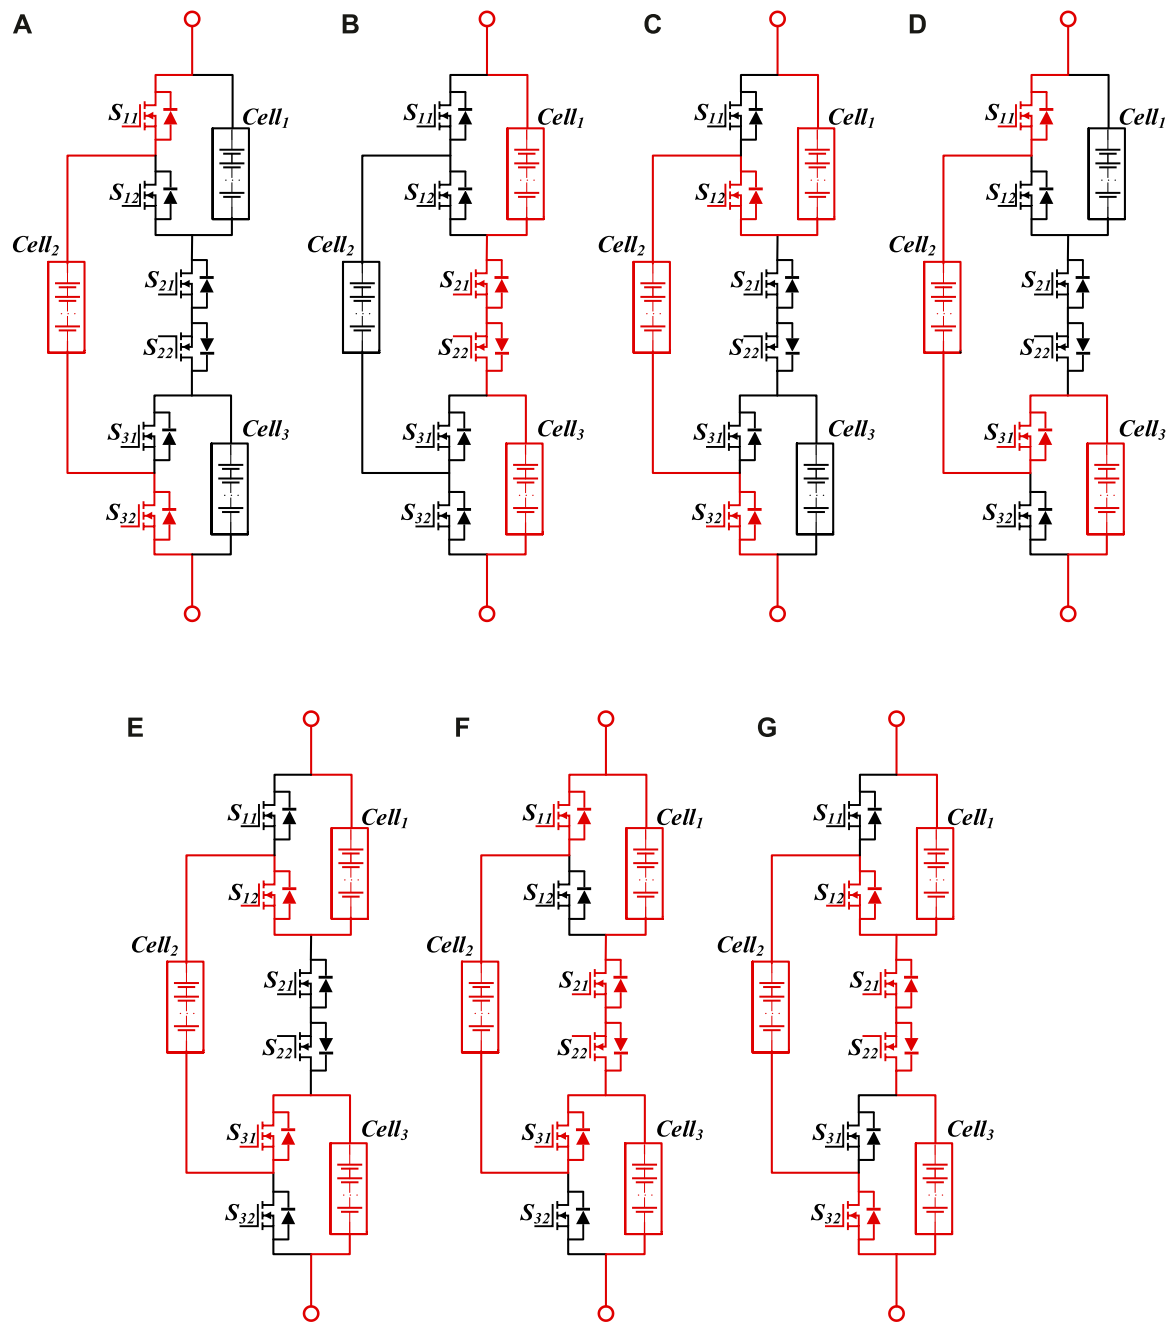 A B C D
S11 Cell1 S11 Cell1 S11 Cell1 S11 Cell1
S12 S12 S12 S12
Cell2 Cell2 Cell2 Cell2
S21 S21 S21 S21
S22 S22 S22 S22
S31 Cell3 S31 Cell3 S31 Cell3 S31 Cell3
S32 S32 S32 S32
E F G
S11 Cell1 S11 Cell1 S11 Cell1
S12 S12 S12
Cell2 Cell2 Cell2
S21 S21 S21
S22 S22 S22
S31 Cell3 S31 Cell3 S31 Cell3
S32 S32 S32